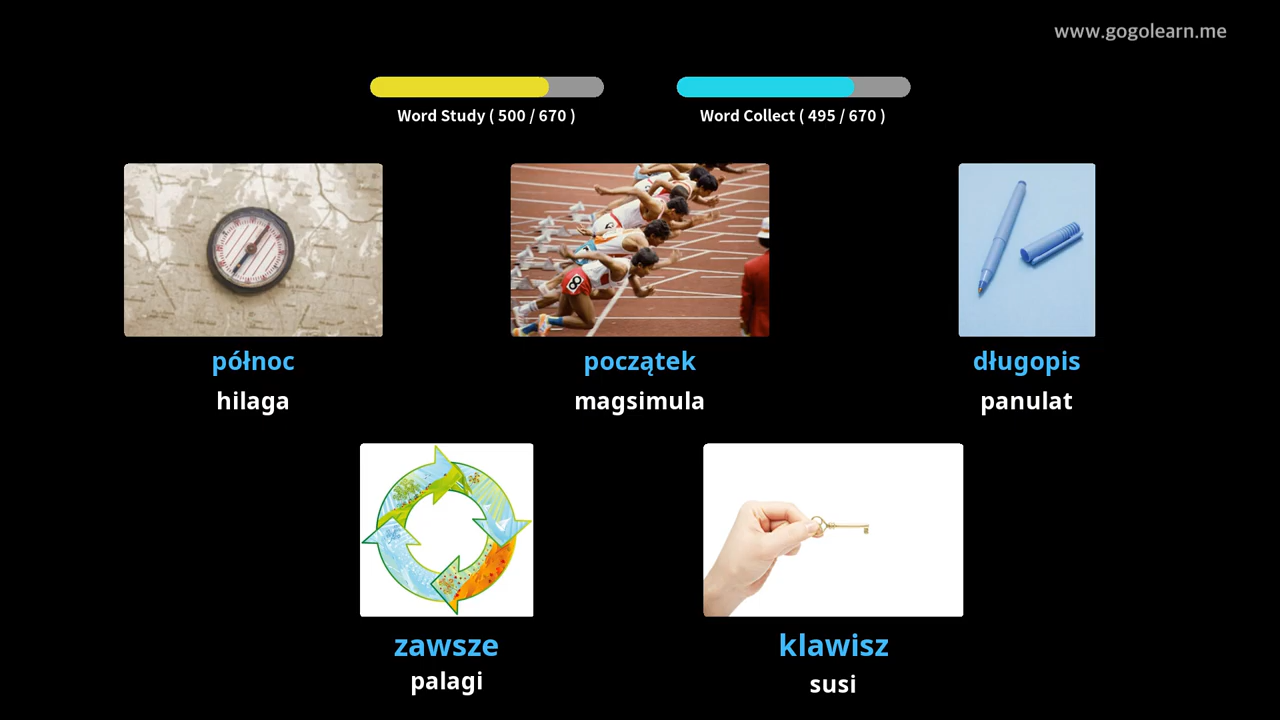 www.gogolearn.me
Word Study ( 500 / 670 )
Word Collect ( 495 / 670 )
północ
początek
długopis
hilaga
magsimula
panulat
zawsze
klawisz
palagi
susi